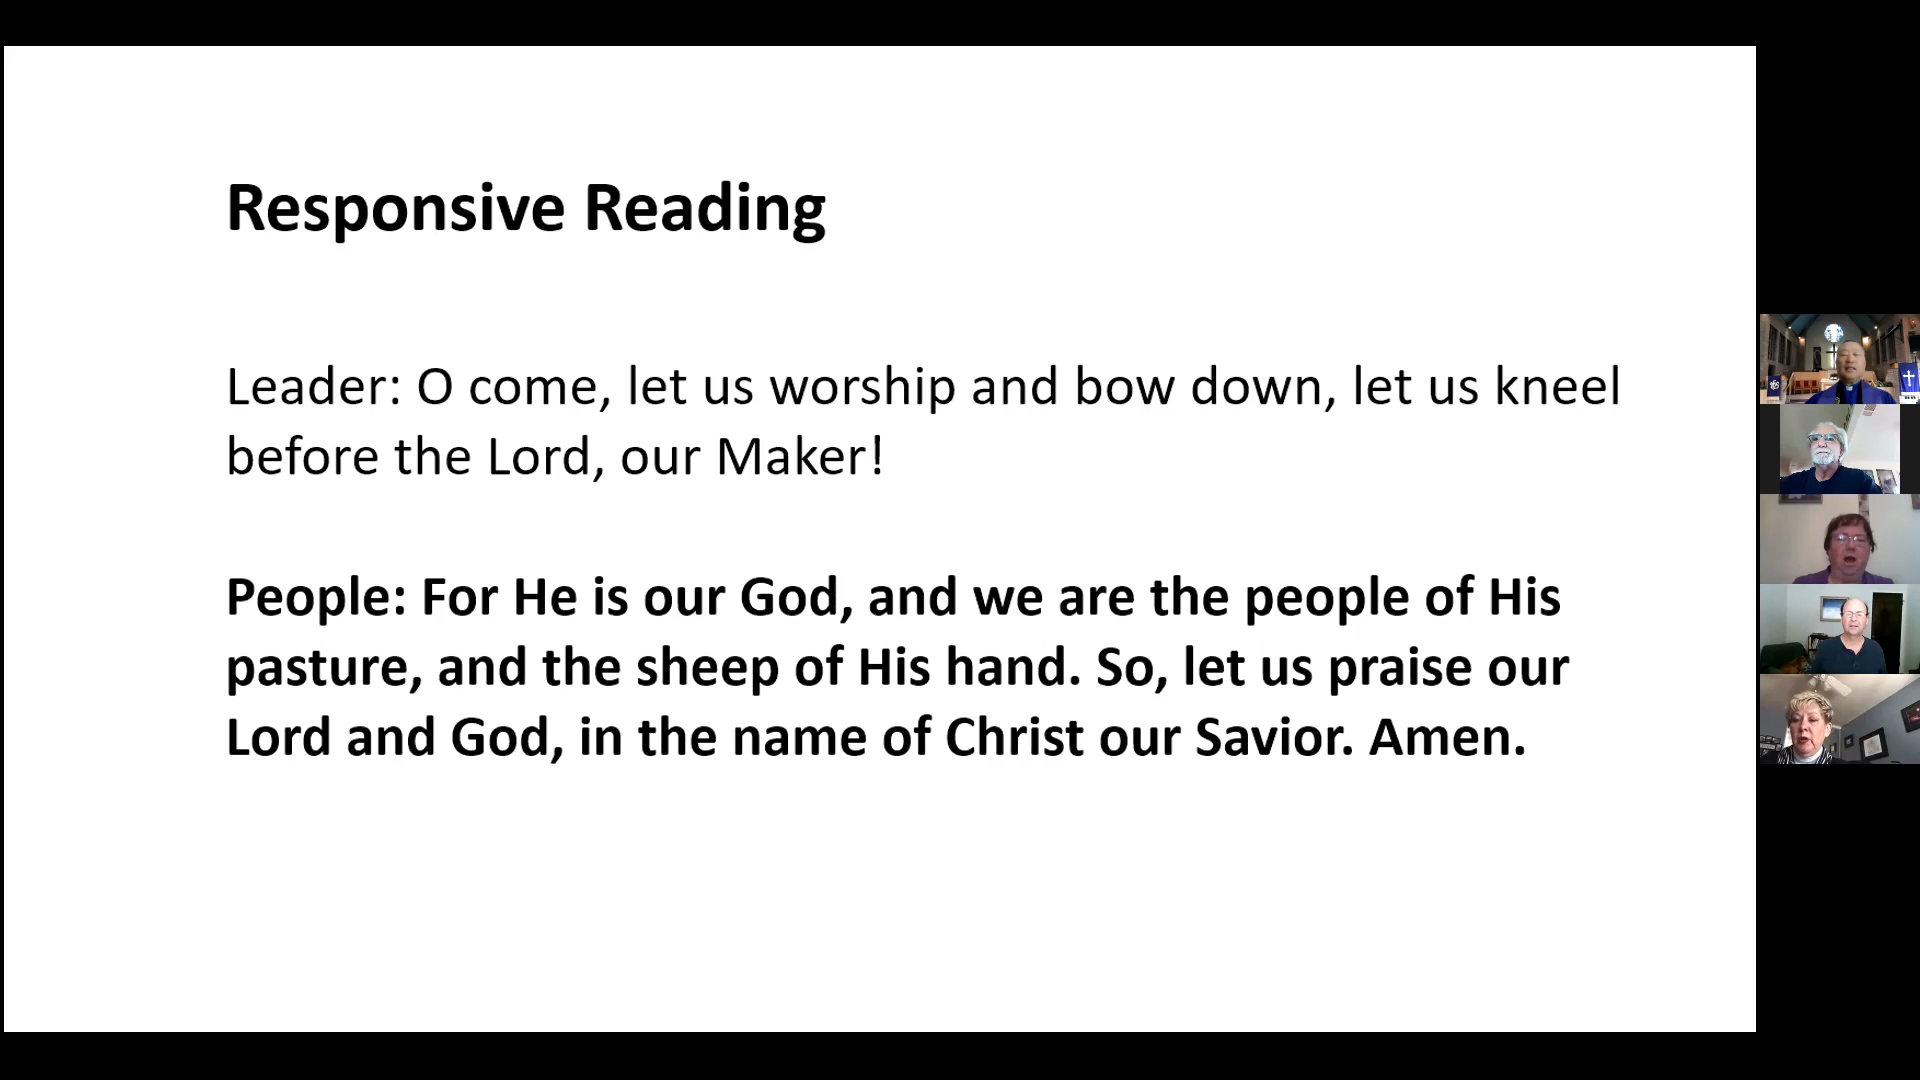 Responsive Reading
Leader: O come, let us worship and bow down, let us kneel
before the Lord, our Maker!
People: For He is our God, and we are the people of His
pasture, and the sheep of His hand. So, let us praise our
Lord and God, in the name of Christ our Savior. Amen.